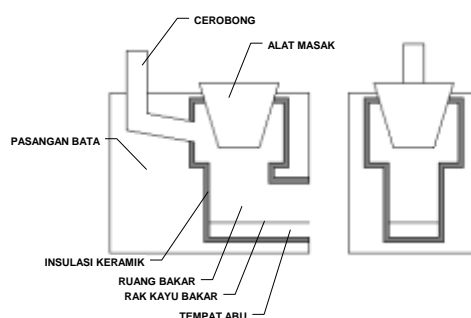 CEROBONG
ALAT MASAK
PASANGAN BATA
INSULASI KERAMIK
RUANG BAKAR
RAK KAYU BAKAR
TEMPAT ABU